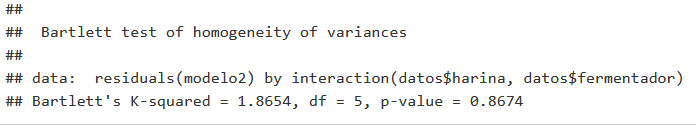 ##
## Bartlett test of homogeneity of variances
##
## data:  residuals(modelo2) by interaction(datos$harina, datos$fermentador)
## Bartlett's K-squared = 1.8654, df = 5, p-value = 0.8674